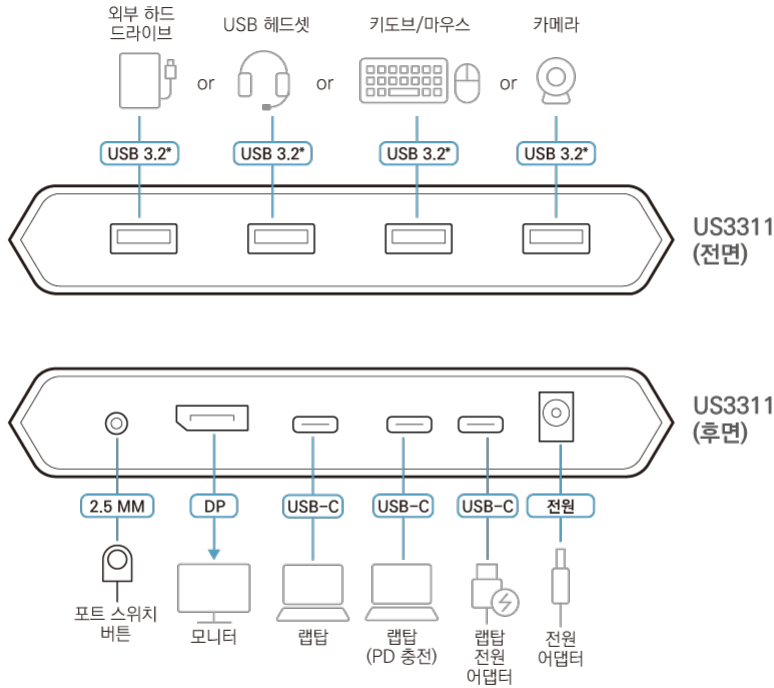 외부 하드
드라이브
USB 헤드셋
키도브/마우스
카메라
or
or
or
USB 3.2*
USB 3.2*
USB 3.2*
USB 3.2*
US3311
(전면)
US3311
(후면)
2.5 MM
DP
USB-C
USB-C
USB-C
전원
포트 스위치
버튼
모니터
랩탑
랩탑
(PD 충전)
랩탑
전원
어댑터
전원
어댑터